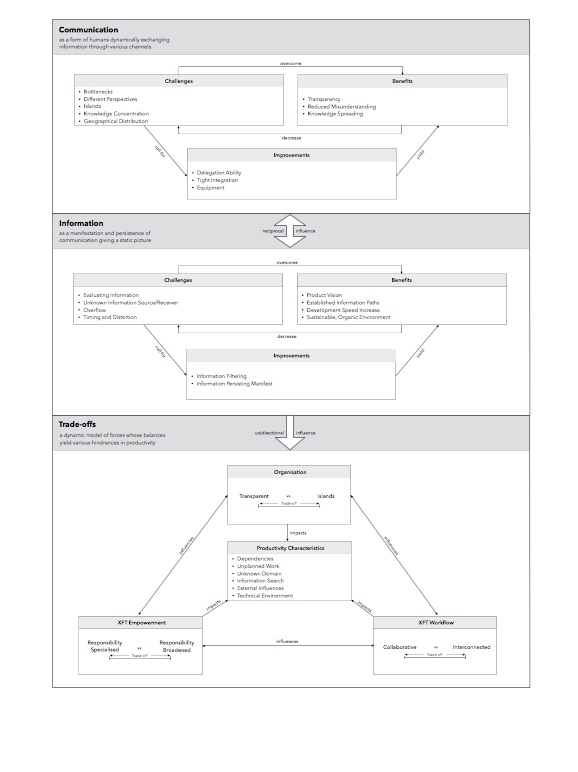 Communication
as a form of humans dynamically exchanging
information through various channels.
overcome
Challenges
• Bottlenecks
• Different Perspectives
• Islands
• Knowledge Concentration
• Geographical Distribution
Benefits
• Transparency
• Reduced Misunderstanding
• Knowledge Spreading
decrease
call for
yield
Improvements
• Delegation Ability
• Tight Integration
• Equipment
Information
as a manifestation and persistence of
communication giving a static picture
reciprocal influence
overcome
Challenges
• Evaluating Information
• Unknown Information Source/Receiver
• Overflow
• Timing and Distortion
Benefits
• Product Vision
• Established Information Paths
• Development Speed Increase
• Sustainable, Organic Environment
decrease
call for
yield
Improvements
• Information Filtering
• Information Persisting Manifest
Trade-offs
a dynamic model of forces whose balances
yield various hindrances in productivity
unidirectional influence
Organisation
Transparent vs Islands
Trade-off
influences
influences
impacts
Productivity Characteristics
• Dependencies
• Unplanned Work
• Unknown Domain
• Information Search
• External Influences
• Technical Environment
impacts
impacts
XFT Empowerment
Responsibility Specialised vs Responsibility Broadened
Trade-off
influences
XFT Workflow
Collaborative vs Interconnected
Trade-off